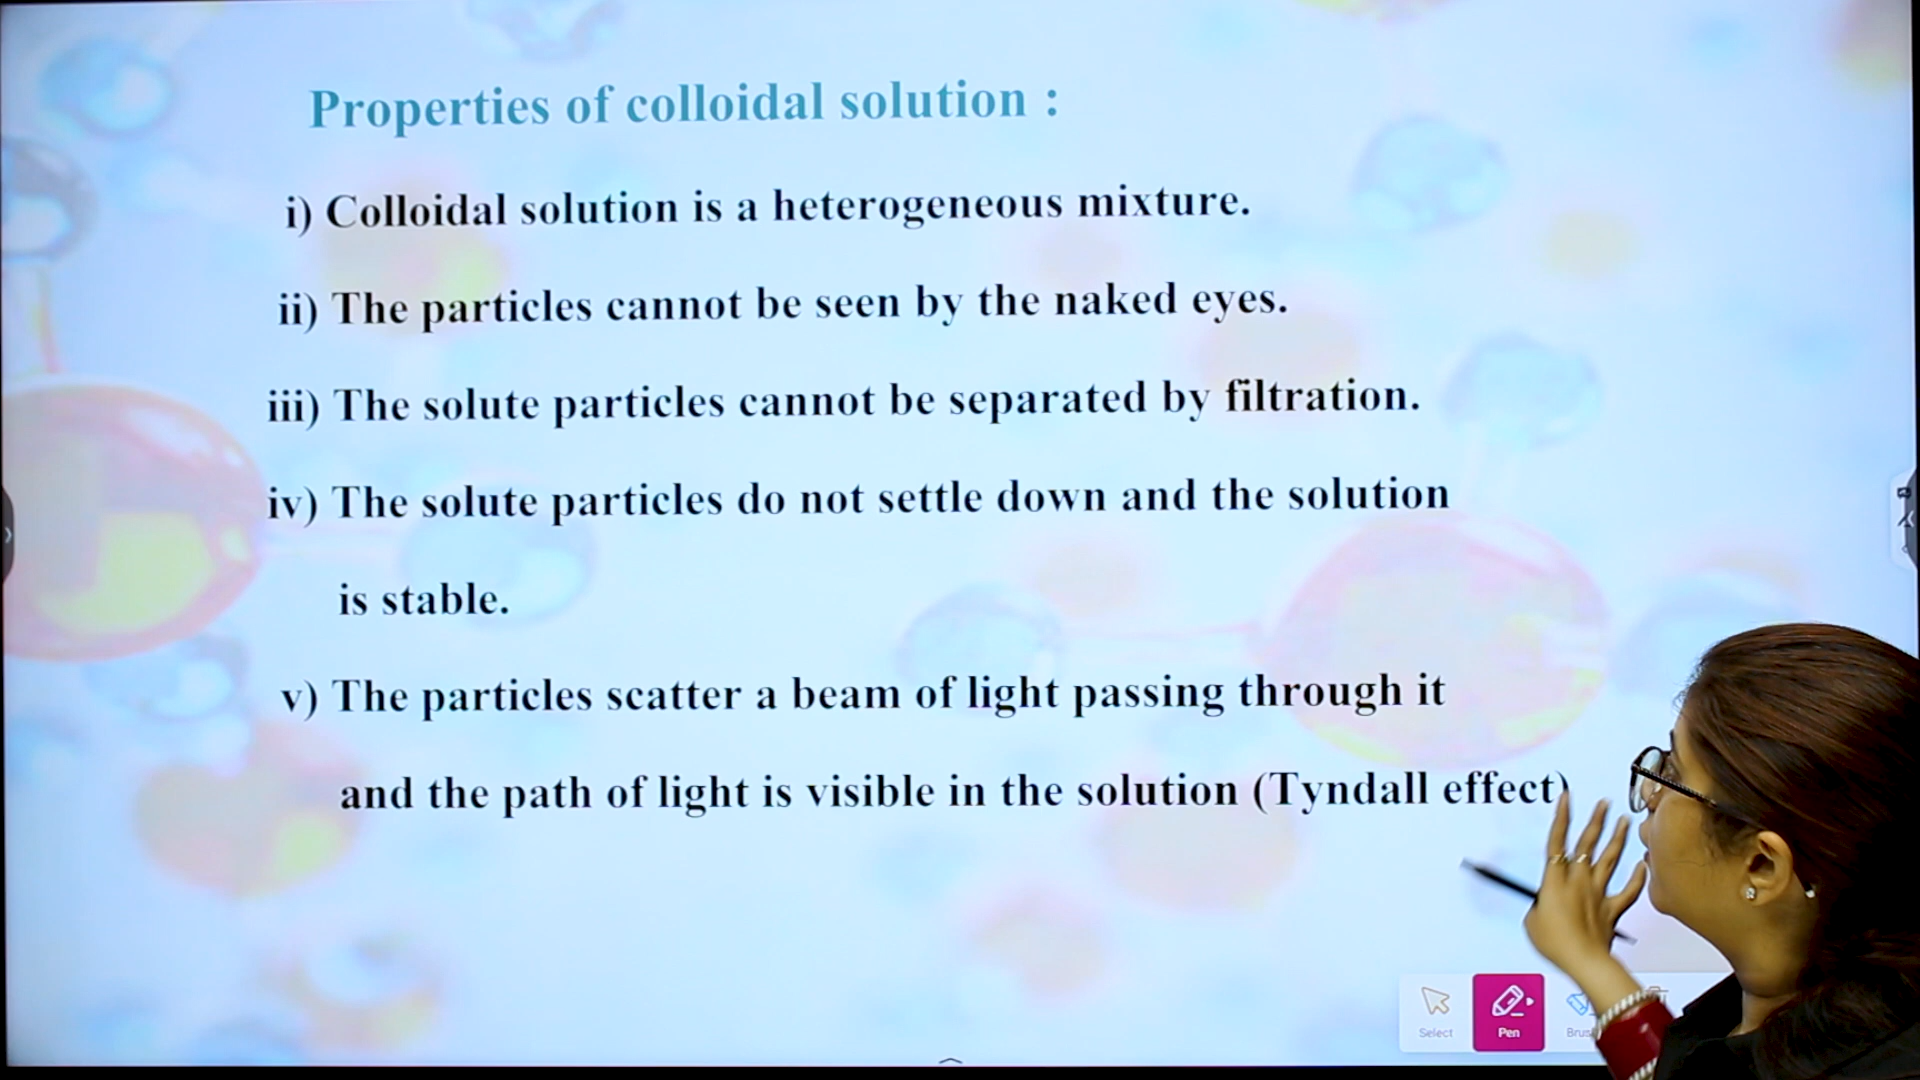 Properties of colloidal solution :
i) Colloidal solution is a heterogeneous mixture.
ii) The particles cannot be seen by the naked eyes.
iii) The solute particles cannot be separated by filtration.
iv) The solute particles do not settle down and the solution
is stable.
v) The particles scatter a beam of light passing through it
and the path of light is visible in the solution (Tyndall effect)
Select
Pen